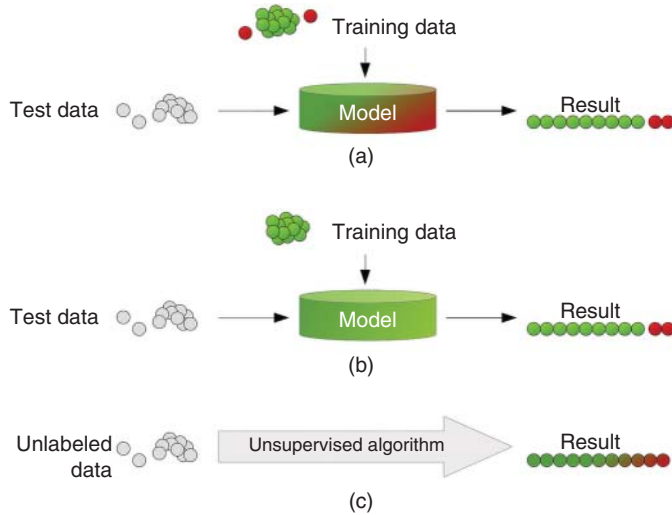 Training data
Test data
Model
Result
(a)
Training data
Test data
Model
Result
(b)
Unlabeled
data
Unsupervised algorithm
Result
(c)